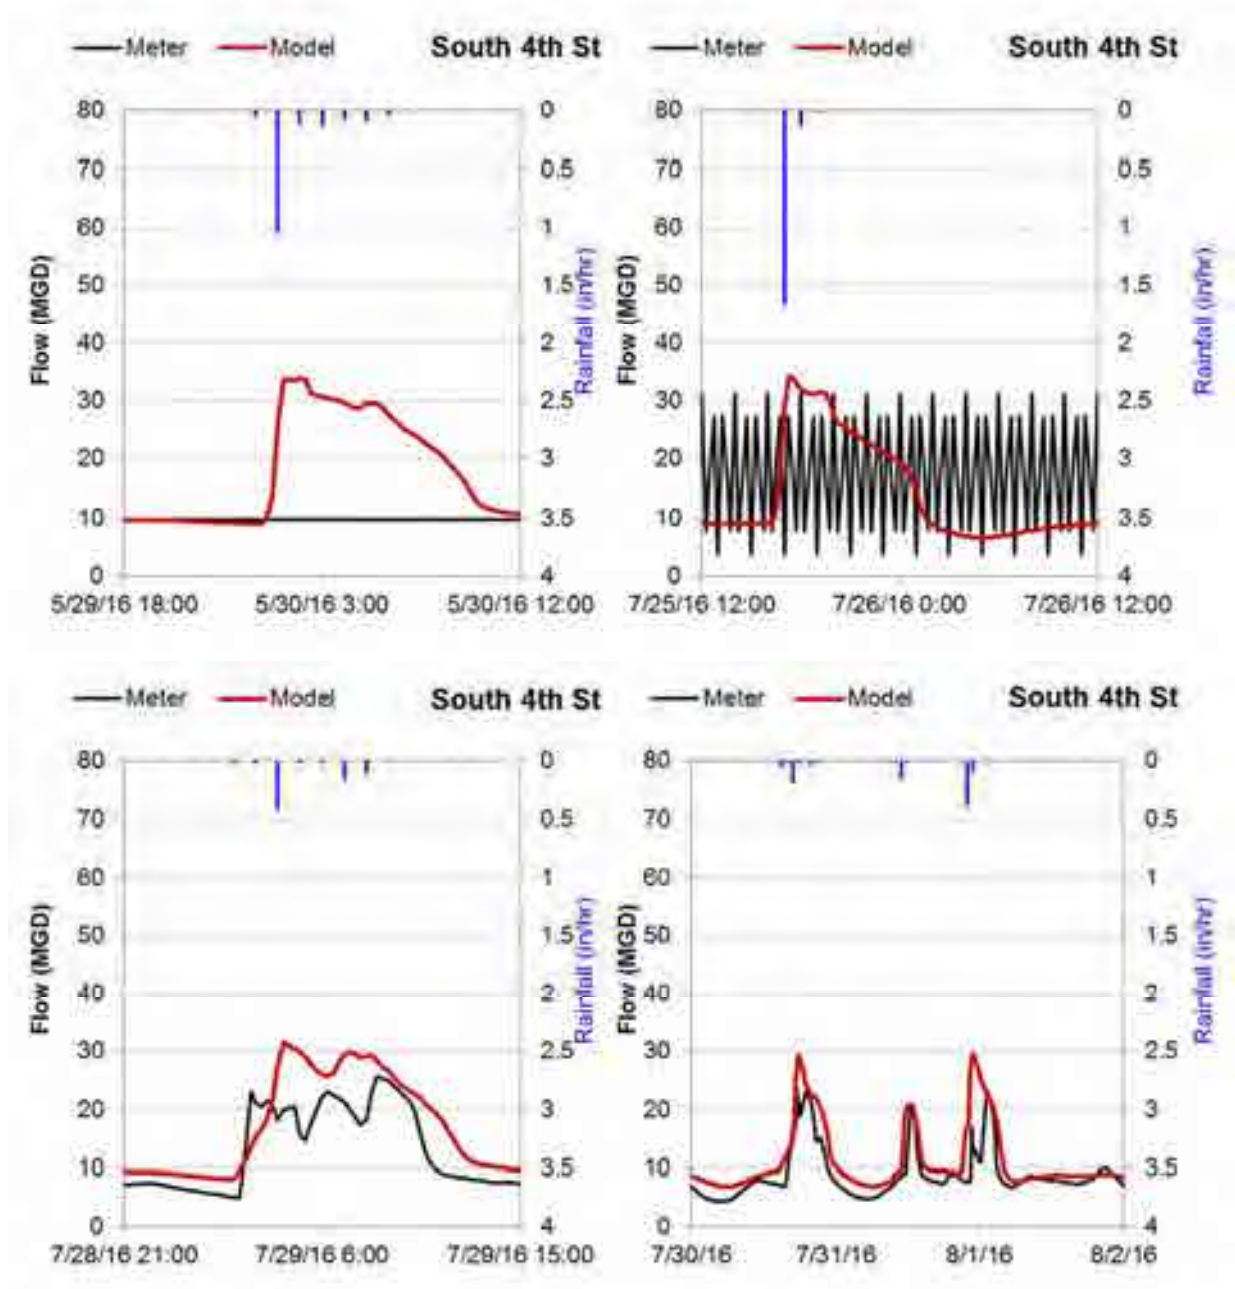 Meter Model South 4th St
Meter Model South 4th St
80 0
70 0.5
60 1
50 1.5
40 2
30 2.5
20 3
10 3.5
0 4
Flow (MGD)
Rainfall (in/hr)
5/29/16 18:00 5/30/16 3:00 5/30/16 12:00
80 0
70 0.5
60 1
50 1.5
40 2
30 2.5
20 3
10 3.5
0 4
Flow (MGD)
Rainfall (in/hr)
7/25/16 12:00 7/26/16 0:00 7/26/16 12:00
Meter Model South 4th St
Meter Model South 4th St
80 0
70 0.5
60 1
50 1.5
40 2
30 2.5
20 3
10 3.5
0 4
Flow (MGD)
Rainfall (in/hr)
7/28/16 21:00 7/29/16 6:00 7/29/16 15:00
80 0
70 0.5
60 1
50 1.5
40 2
30 2.5
20 3
10 3.5
0 4
Flow (MGD)
Rainfall (in/hr)
7/30/16 7/31/16 8/1/16 8/2/16